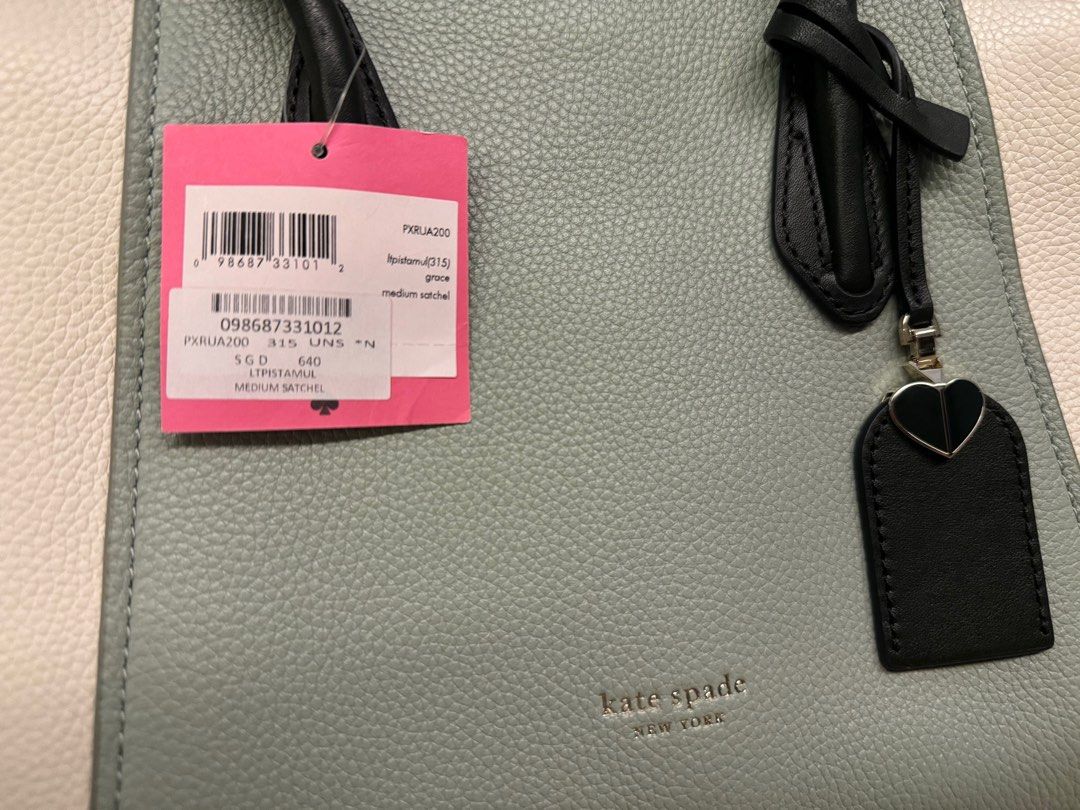 PXRUA200
0 98687 33101 2
ltpistamul(315)
grace
medium satchel
098687331012
PXRUA200 315 UNS *N
SGD 640
LTPISTAMUL
MEDIUM SATCHEL
kate spade
NEW YORK